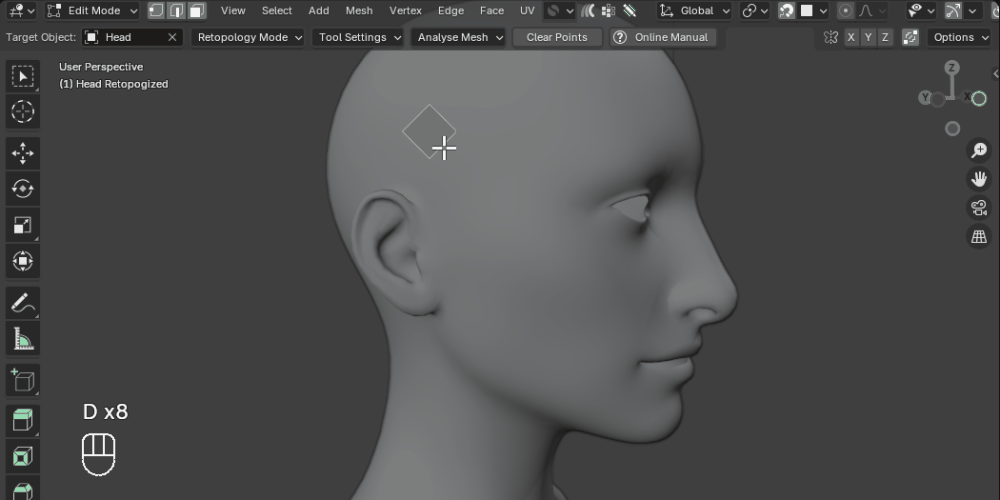 Edit Mode View Select Add Mesh Vertex Edge Face UV Global
Target Object: Head Retopology Mode Tool Settings Analyse Mesh Clear Points Online Manual X Y Z Options
User Perspective
(1) Head Retopogized
Z
Y X
D x8